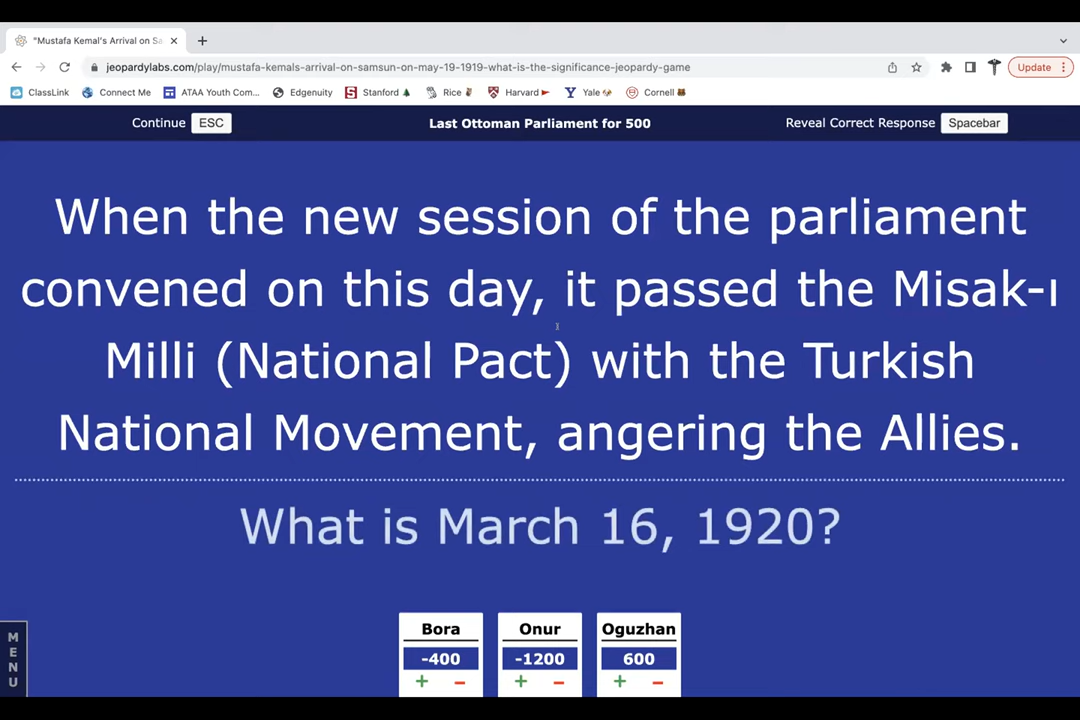 "Mustafa Kemal's Arrival on Sa
jeopardylabs.com/play/mustafa-kemals-arrival-on-samsun-on-may-19-1919-what-is-the-significance-jeopardy-game
Update
ClassLink Connect Me ATAA Youth Com... Edgenuity Stanford Rice Harvard Yale Cornell
Continue ESC Last Ottoman Parliament for 500 Reveal Correct Response Spacebar
When the new session of the parliament
convened on this day, it passed the Misak-ı
Milli (National Pact) with the Turkish
National Movement, angering the Allies.
What is March 16, 1920?
MENU
Bora Onur Oguzhan
-400 -1200 600
+ − + − + −